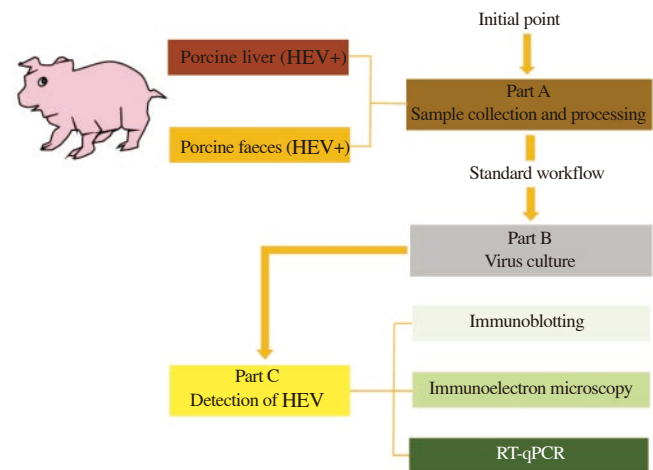 Initial point
Porcine liver (HEV+)
Part A
Sample collection and processing
Porcine faeces (HEV+)
Standard workflow
Part B
Virus culture
Immunoblotting
Part C
Detection of HEV
Immunoelectron microscopy
RT-qPCR